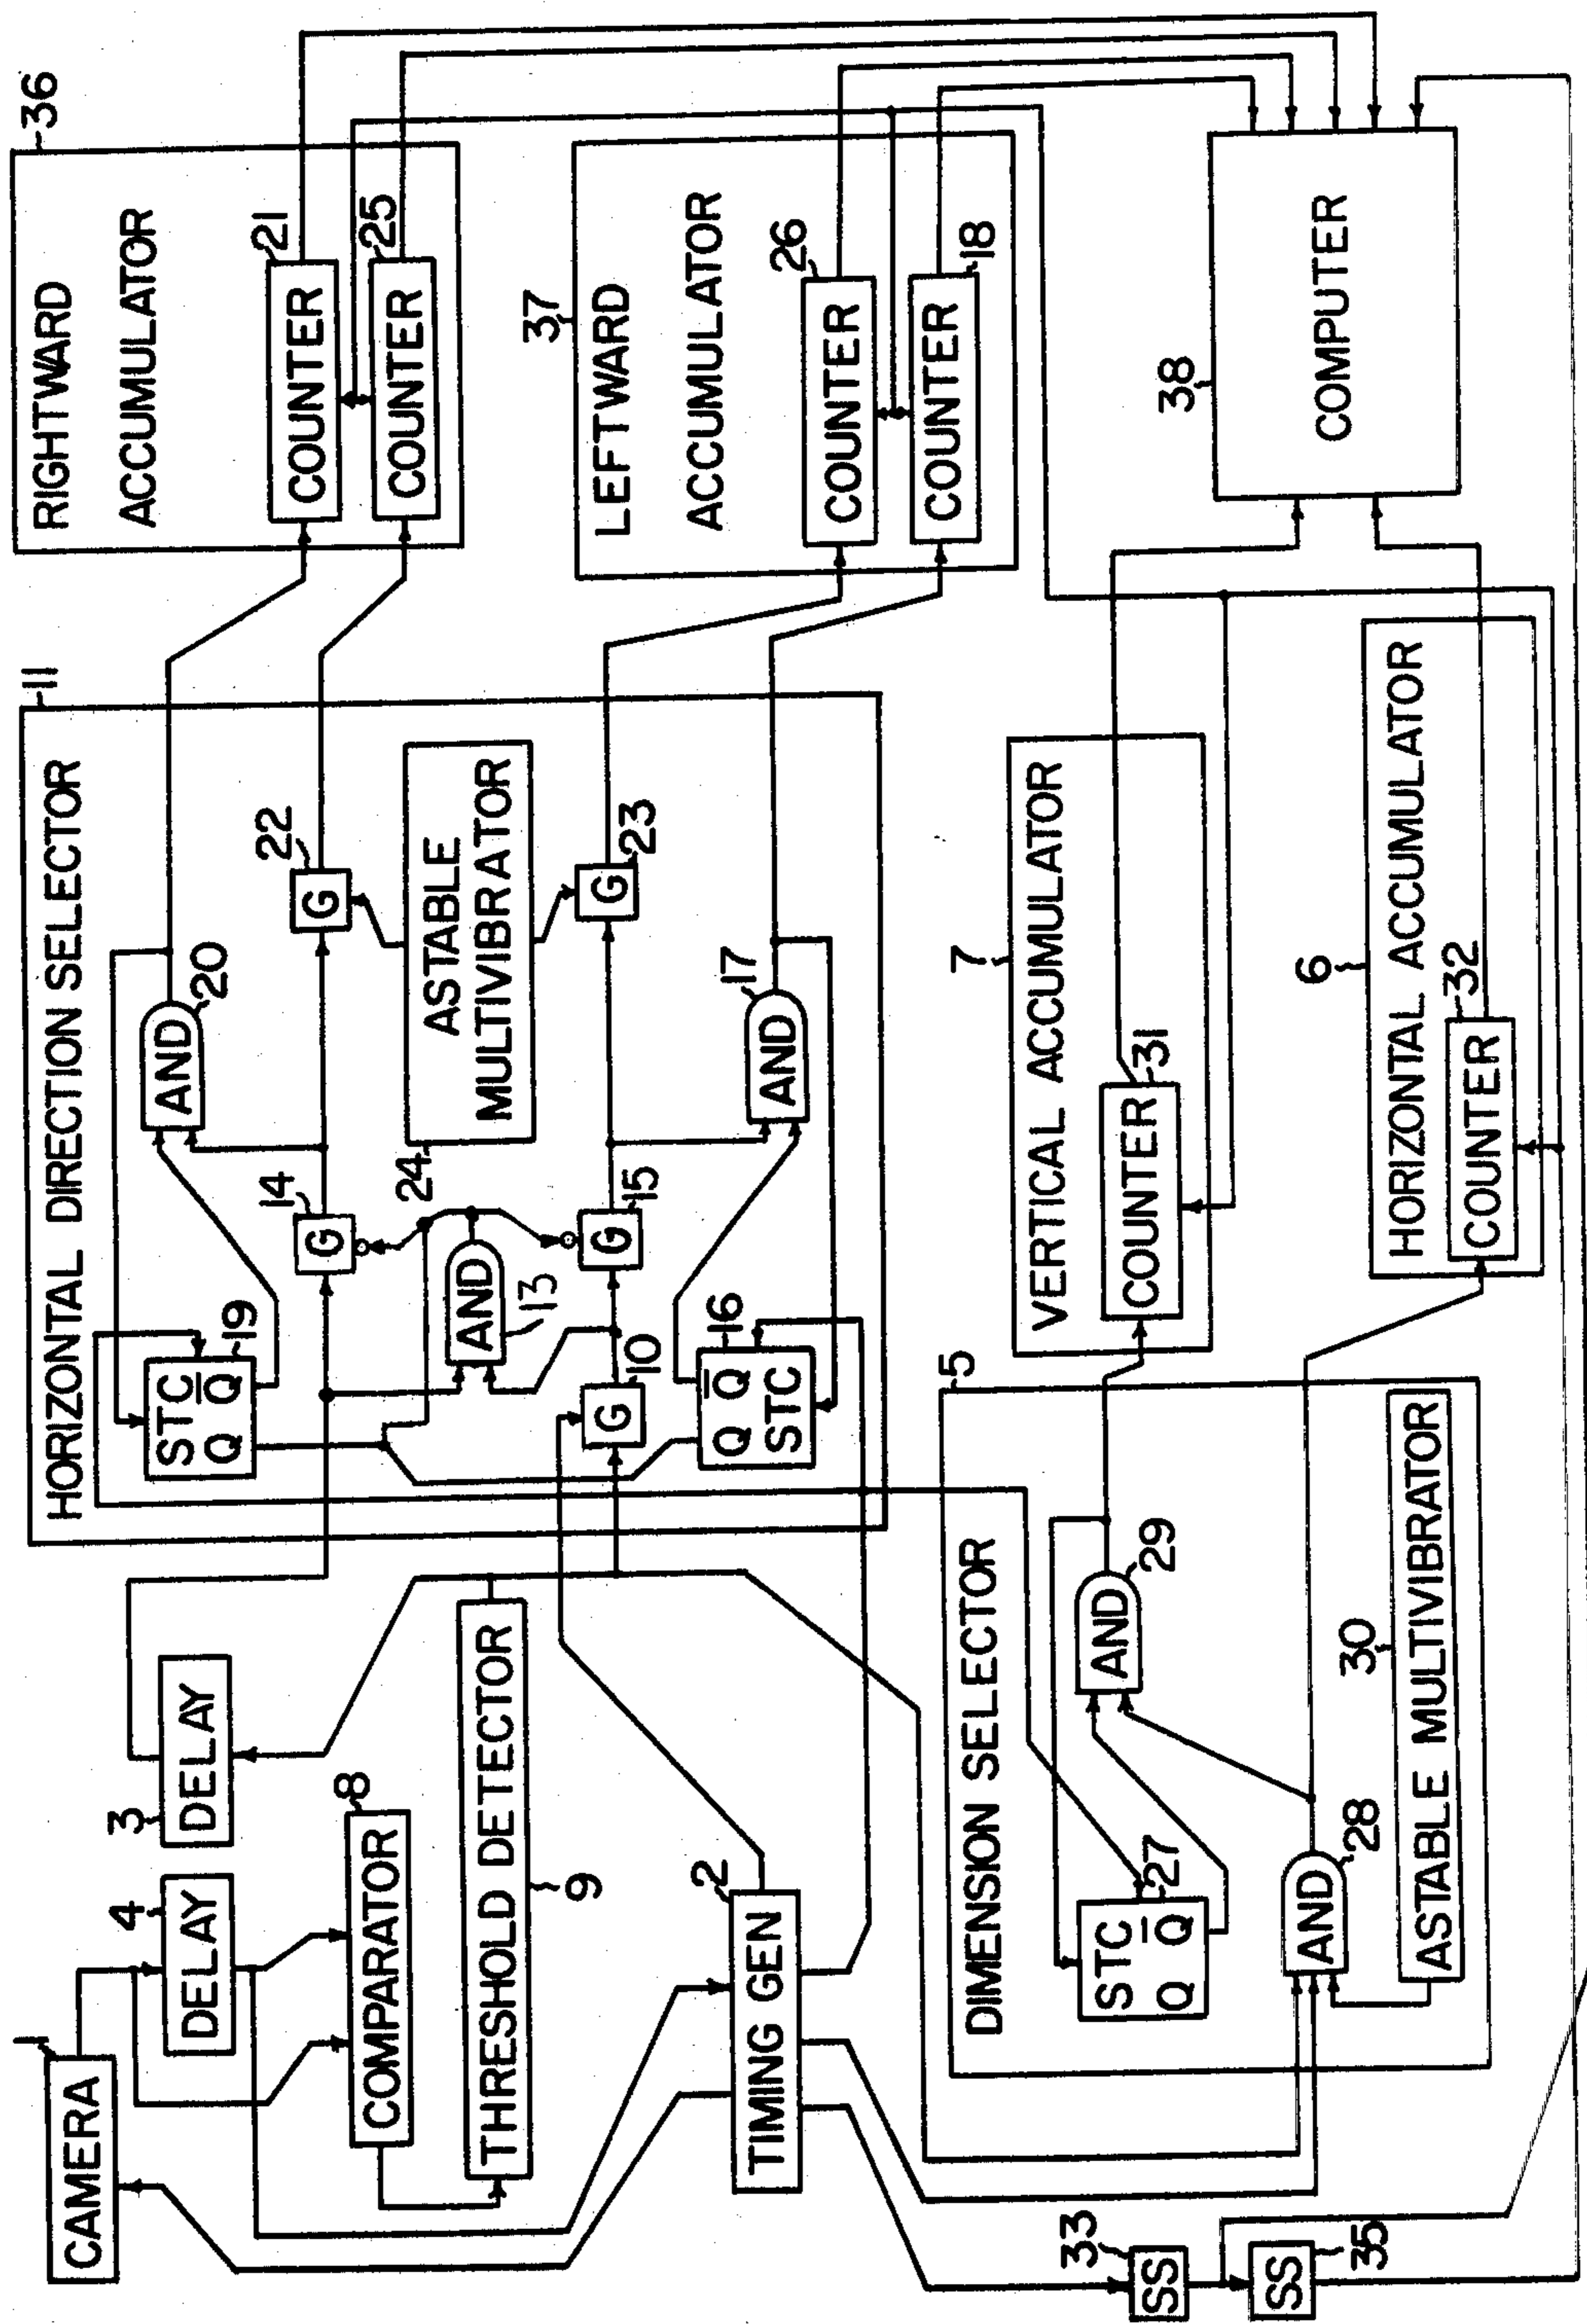 1
CAMERA
4
DELAY
3
DELAY
COMPARATOR
8
THRESHOLD DETECTOR
9
2
TIMING GEN
33
SS
SS
35
HORIZONTAL DIRECTION SELECTOR
11
STC
Q Q̅
19
AND
20
14
G
22
G
AND
13
24
ASTABLE
MULTIVIBRATOR
10
G
15
G
G
23
Q Q̅
STC
16
17
AND
DIMENSION SELECTOR
5
STC
Q Q̅
27
AND
29
AND
28
30
ASTABLE MULTIVIBRATOR
7
VERTICAL ACCUMULATOR
COUNTER
31
6
HORIZONTAL ACCUMULATOR
COUNTER
32
36
RIGHTWARD
ACCUMULATOR
21
COUNTER
25
COUNTER
37
LEFTWARD
ACCUMULATOR
26
COUNTER
COUNTER
18
38
COMPUTER